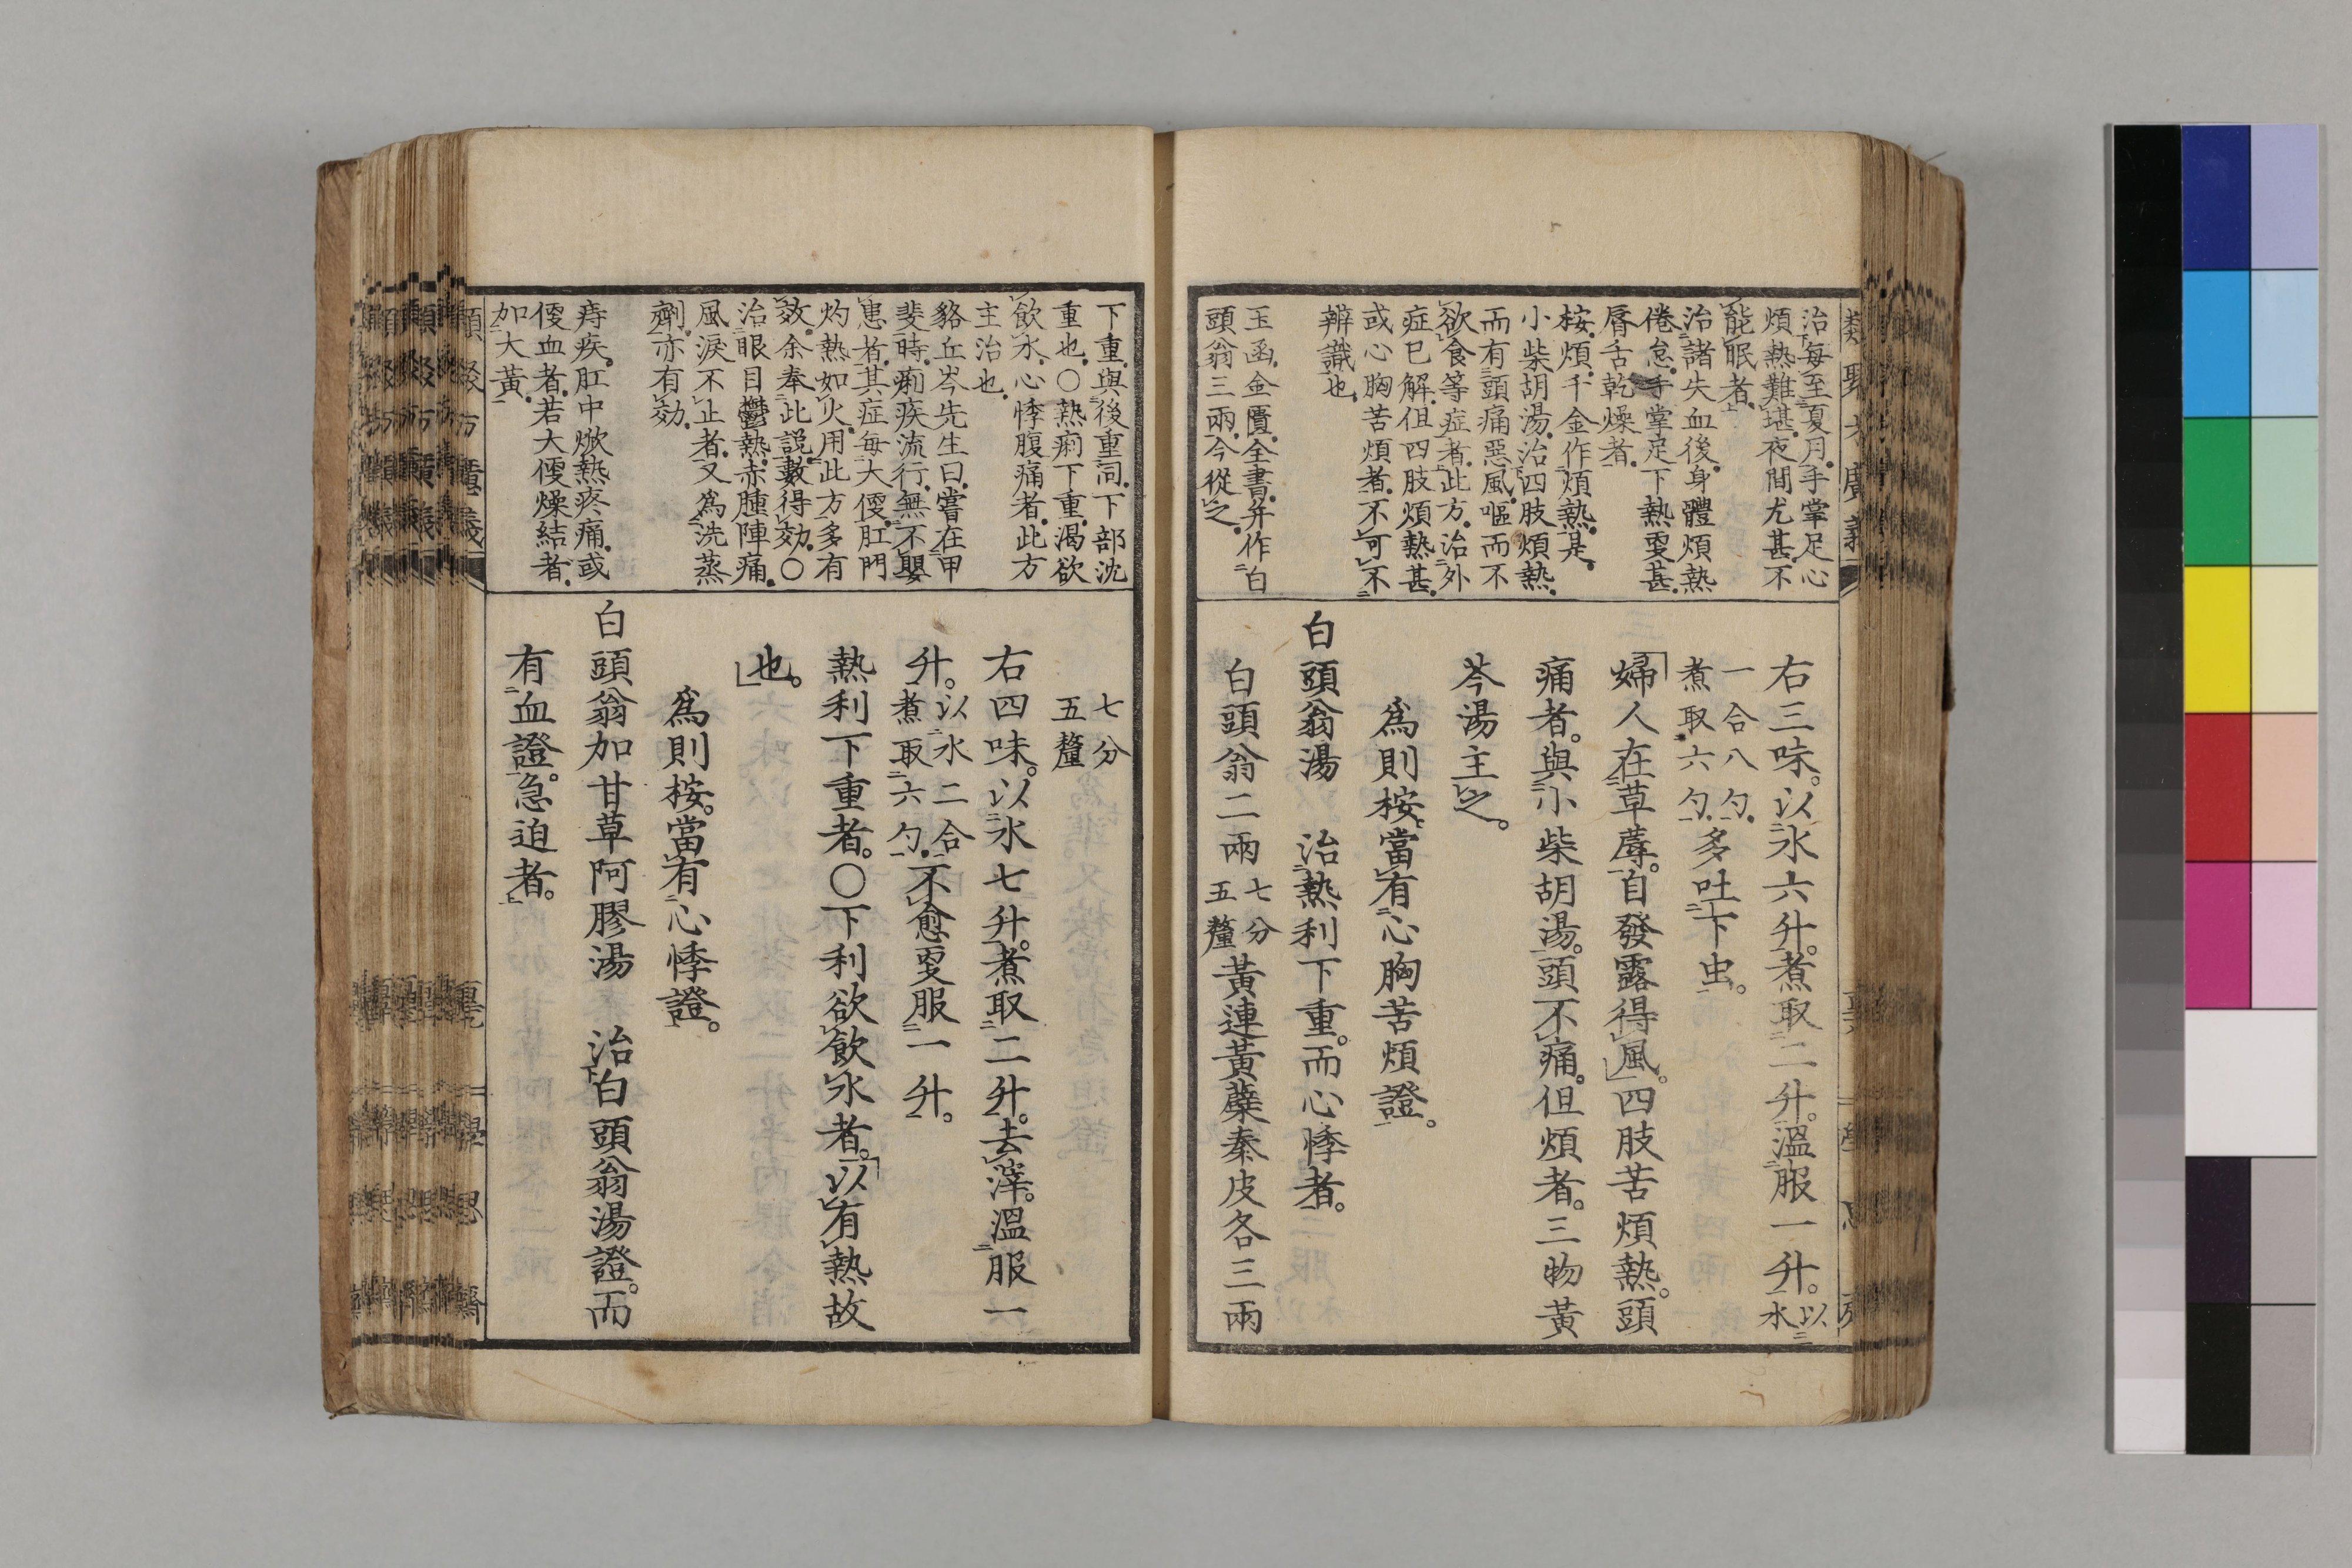 治每至夏月手掌足心
煩熱難堪夜間尤甚不
能眠者
治諸失血後身體煩熱
倦怠手掌足下熱更甚
唇舌乾燥者
桉煩千金作煩熱是
小柴胡湯治四肢煩熱
而有頭痛惡風嘔而不
欲食等症者此方治外
症已解但四肢煩熱甚
或心胸苦煩者不可不
辨識也
玉函金匱全書幷作白
頭翁三兩今從之
右三味。以水六升。煮取二升。溫服一升。以水
一合八勺
煮取六勺
多吐下虫。
「婦人在草蓐。自發露得風」。四肢苦煩熱。頭
痛者。與小柴胡湯。頭不痛。但煩者。三物黃
芩湯主之。
爲則桉。當有心胸苦煩證。
白頭翁湯 治熱利下重。而心悸者。
白頭翁二兩七分五釐黃連黃蘗秦皮各三兩
下重與後重同下部沈
重也○熱痢下重渴欲
飲水心悸腹痛者此方
主治也
貉丘岑先生曰嘗在甲
斐時痢疾流行無不嬰
患者其症每大便肛門
灼熱如火用此方多有
效余奉此說數得効○
治眼目鬱熱赤腫陣痛
風淚不止者又爲洗蒸
劑亦有効
痔疾肛中焮熱疼痛或
便血者若大便燥結者
加大黃
七分
五釐
右四味。以水七升。煮取二升。去滓。溫服一
升。以水二合煮取六勺不愈更服一升。
熱利下重者。○下利欲飲水者。「以有熱故
也」。
爲則桉。當有心悸證。
白頭翁加甘草阿膠湯 治白頭翁湯證。而
有血證。急迫者。